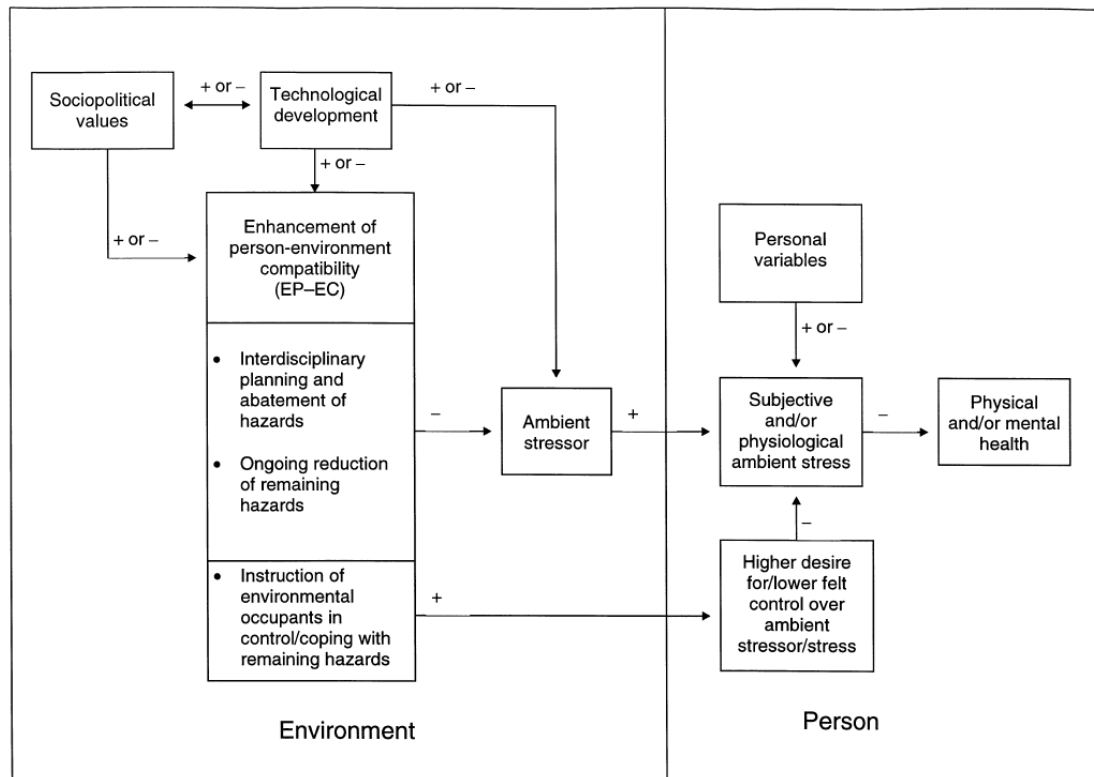 + or –
+ or –
Sociopolitical
values
Technological
development
+ or –
Enhancement of
person-environment
compatibility
(EP–EC)
+ or –
Personal
variables
+ or –
• Interdisciplinary
planning and
abatement of
hazards
• Ongoing reduction
of remaining
hazards
–
Ambient
stressor
+
Subjective
and/or
physiological
ambient stress
–
Physical
and/or mental
health
–
• Instruction of
environmental
occupants in
control/coping with
remaining hazards
+
Higher desire
for/lower felt
control over
ambient
stressor/stress
Environment
Person